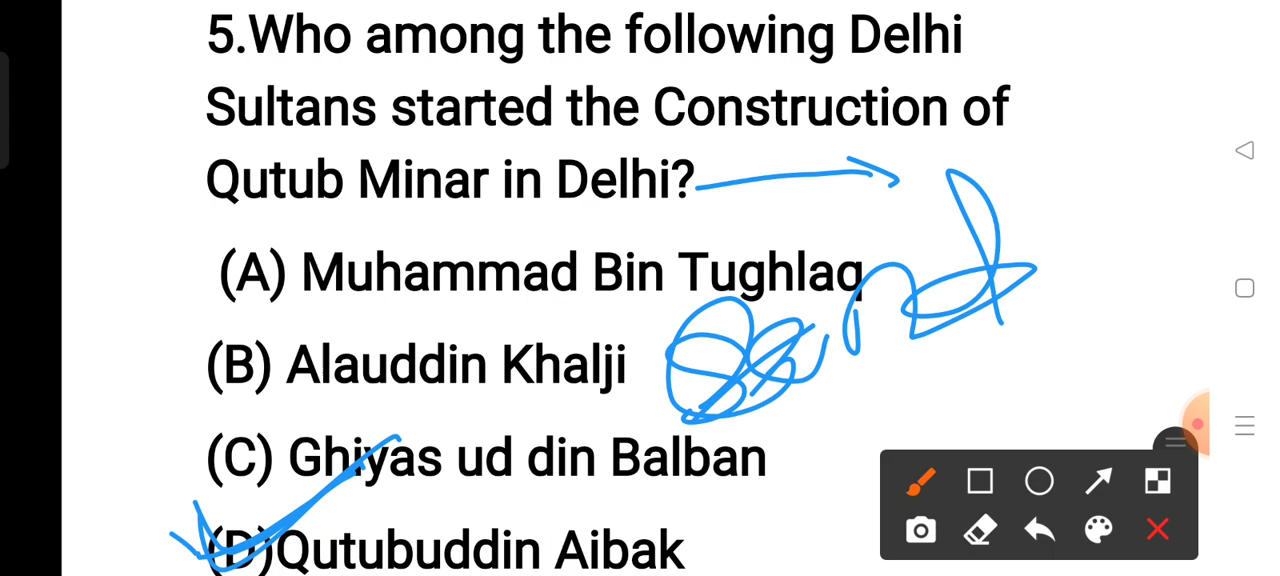 5.Who among the following Delhi
Sultans started the Construction of
Qutub Minar in Delhi?
(A) Muhammad Bin Tughlaq
(B) Alauddin Khalji
(C) Ghiyas ud din Balban
(D)Qutubuddin Aibak